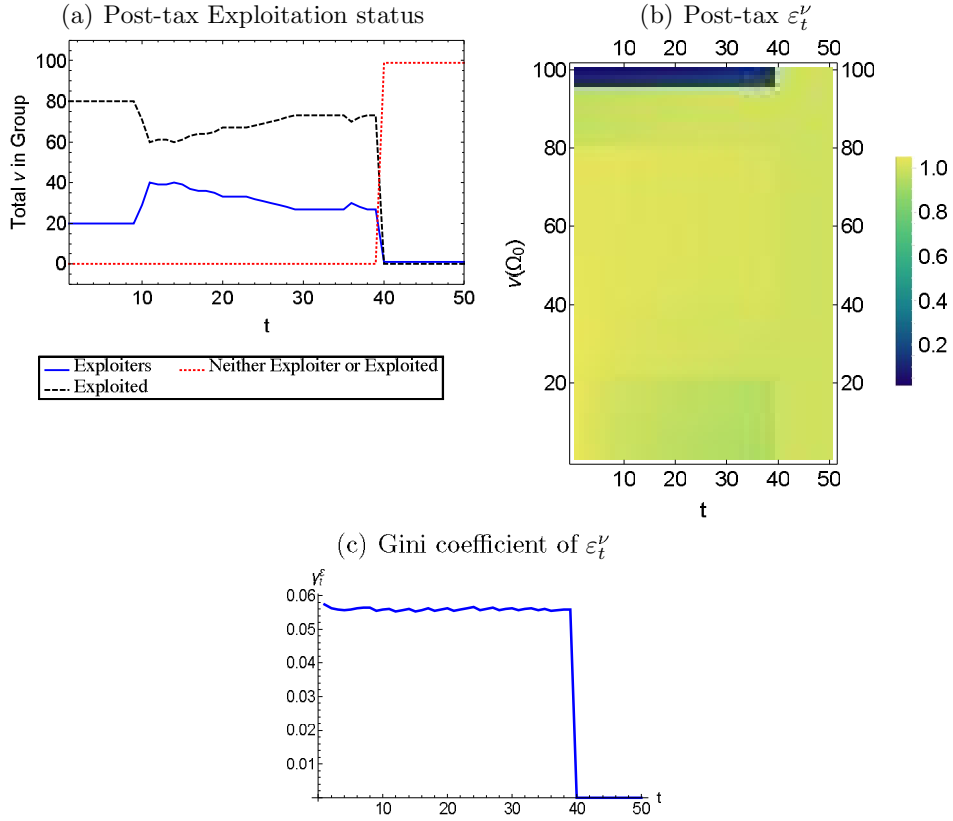 (a) Post-tax Exploitation status
Total ν in Group
100
80
60
40
20
0
10 20 30 40 50
t
Exploiters
Neither Exploiter or Exploited
Exploited
(b) Post-tax ε_t^ν
10 20 30 40 50
100 100
80 80
60 60
40 40
20 20
ν(Ω₀)
10 20 30 40 50
t
1.0
0.8
0.6
0.4
0.2
(c) Gini coefficient of ε_t^ν
γ_t^ε
0.06
0.05
0.04
0.03
0.02
0.01
10 20 30 40 50
t